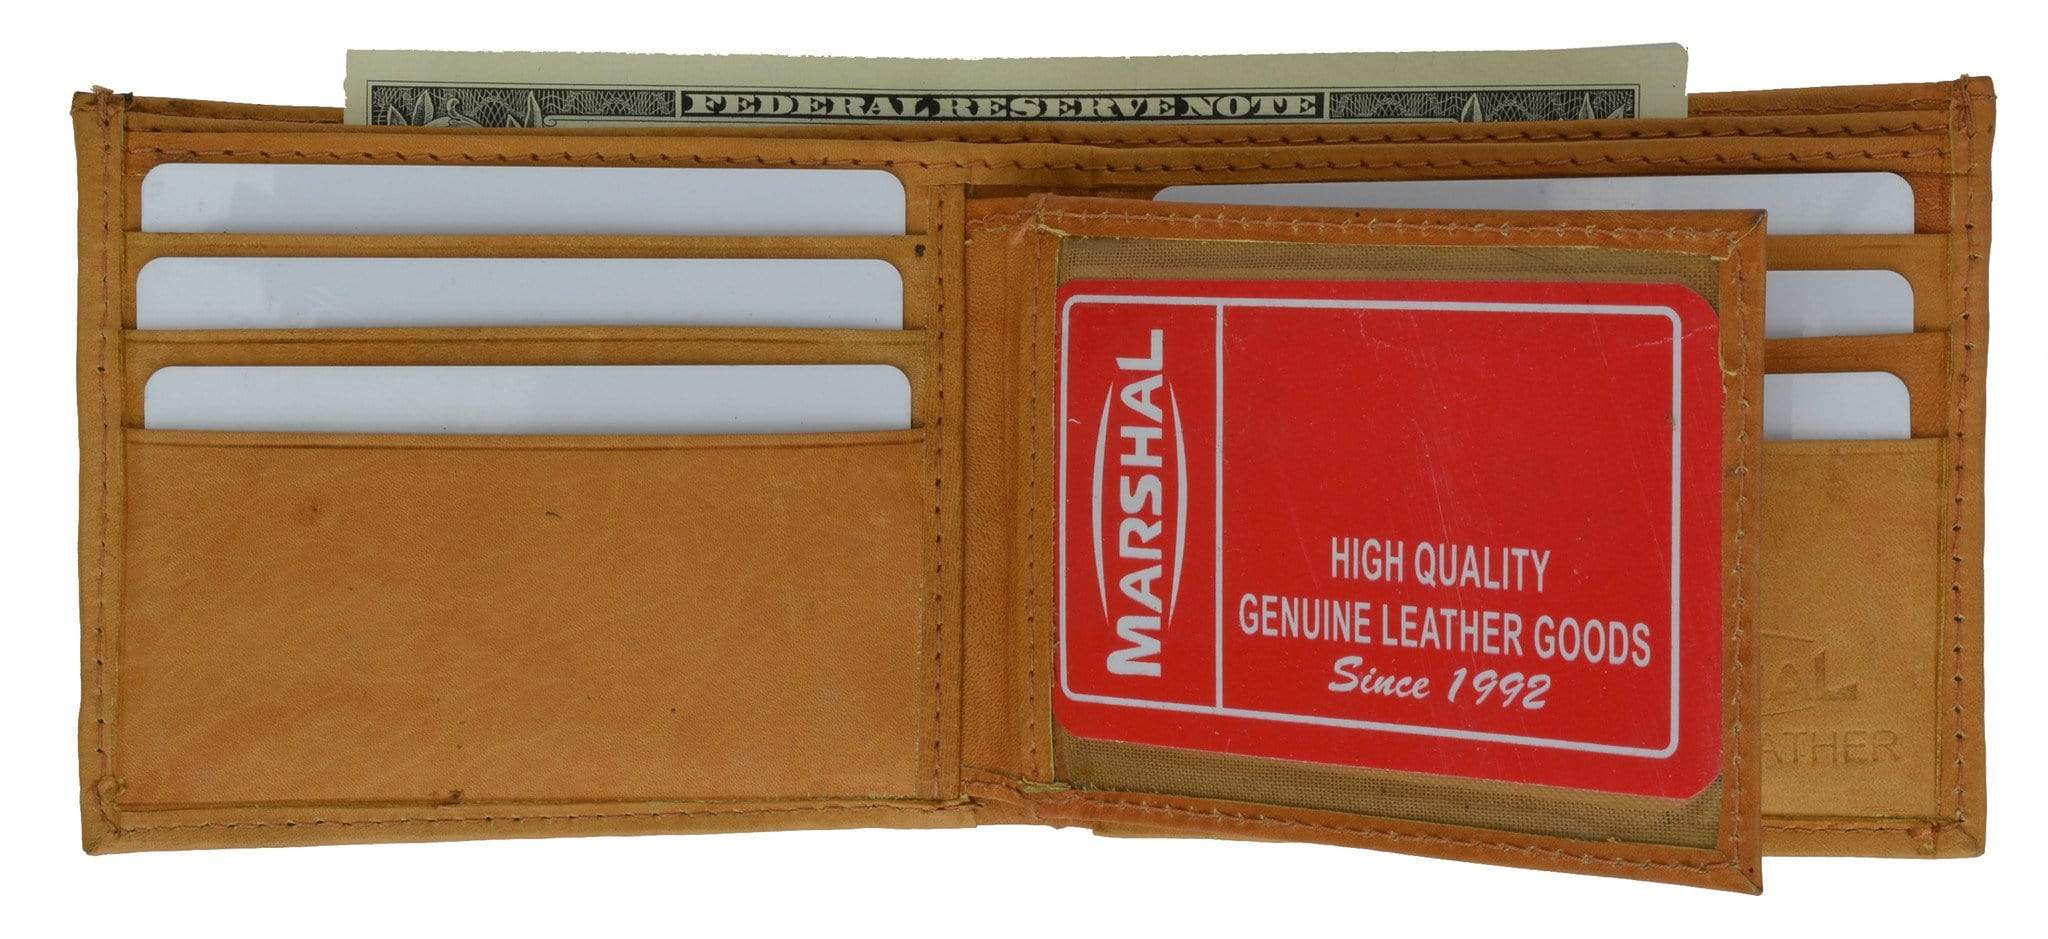 FEDERAL RESERVE NOTE
MARSHAL
HIGH QUALITY
GENUINE LEATHER GOODS
Since 1992